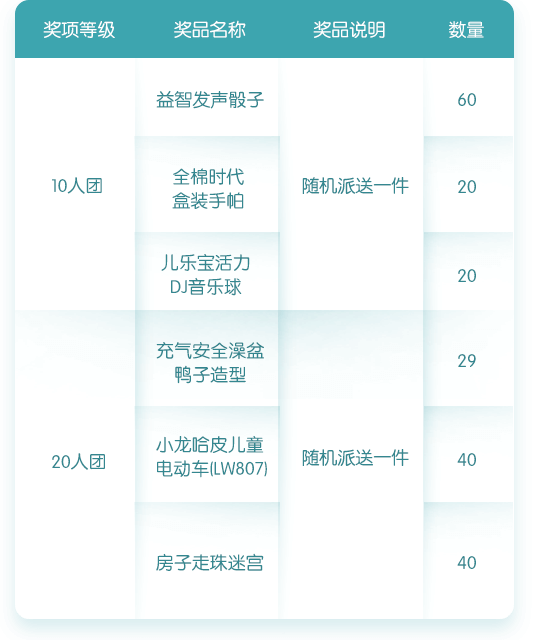 奖项等级 奖品名称 奖品说明 数量
益智发声骰子 60
10人团
全棉时代
盒装手帕
随机派送一件 20
儿乐宝活力
DJ音乐球
20
充气安全澡盆
鸭子造型
29
20人团
小龙哈皮儿童
电动车(LW807)
随机派送一件 40
房子走珠迷宫 40